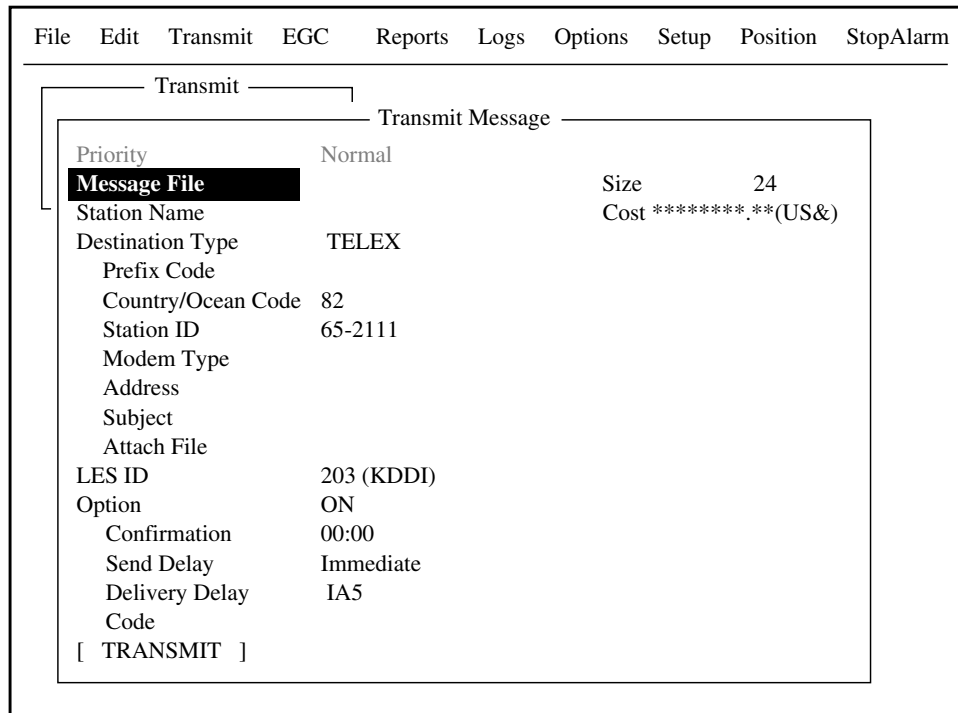 File Edit Transmit EGC Reports Logs Options Setup Position StopAlarm
Transmit
Transmit Message
Priority Normal
Message File Size 24
Station Name Cost ********.**(US&)
Destination Type TELEX
Prefix Code
Country/Ocean Code 82
Station ID 65-2111
Modem Type
Address
Subject
Attach File
LES ID 203 (KDDI)
Option ON
Confirmation 00:00
Send Delay Immediate
Delivery Delay IA5
Code
[ TRANSMIT ]